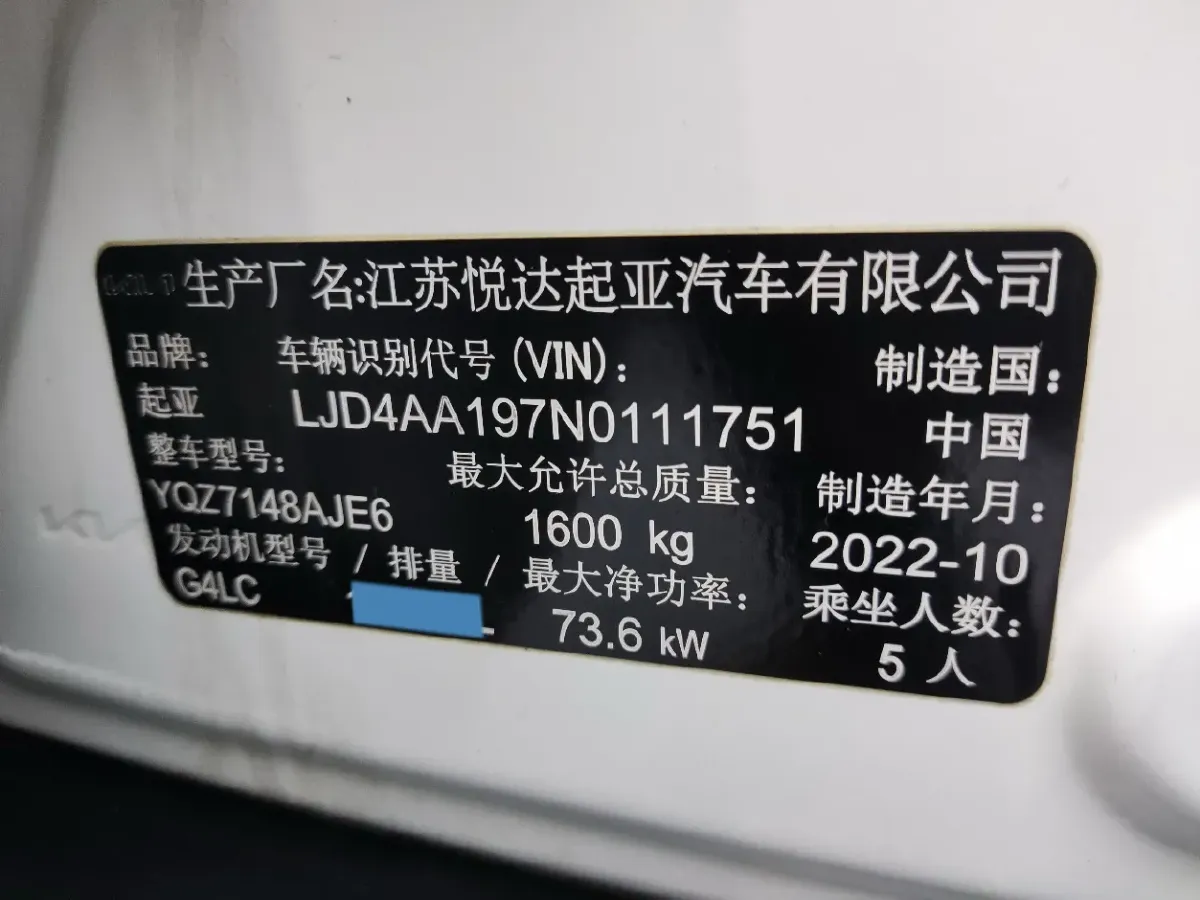 生产厂名:江苏悦达起亚汽车有限公司
品牌: 车辆识别代号(VIN): 制造国:
起亚 LJD4AA197N0111751 中国
整车型号: 最大允许总质量: 制造年月:
YQZ7148AJE6 1600 kg 2022-10
发动机型号 / 排量 / 最大净功率: 乘坐人数:
G4LC 73.6 kW 5 人